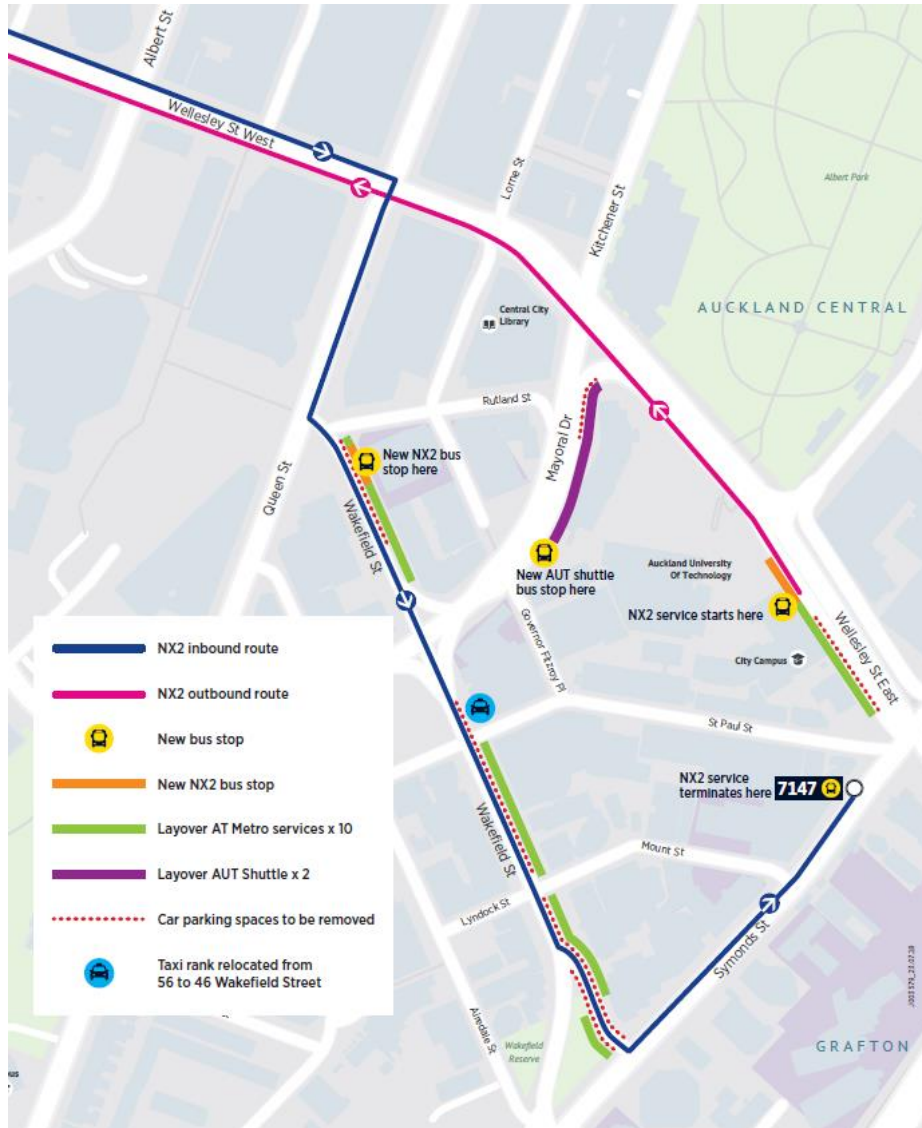 Albert St
Wellesley St West
Lorne St
Kitchener St
Albert Park
AUCKLAND CENTRAL
Central City
Library
Rutland St
Mayoral Dr
Queen St
New NX2 bus
stop here
Wakefield St
New AUT shuttle
bus stop here
Auckland University
Of Technology
NX2 service starts here
Wellesley St East
City Campus
Governor Fitzroy Pl
St Paul St
NX2 service
terminates here
7147
Wakefield St
Mount St
Lyndock St
Symonds St
Airedale St
Wakefield
Reserve
GRAFTON
NX2 inbound route
NX2 outbound route
New bus stop
New NX2 bus stop
Layover AT Metro services x 10
Layover AUT Shuttle x 2
Car parking spaces to be removed
Taxi rank relocated from
56 to 46 Wakefield Street